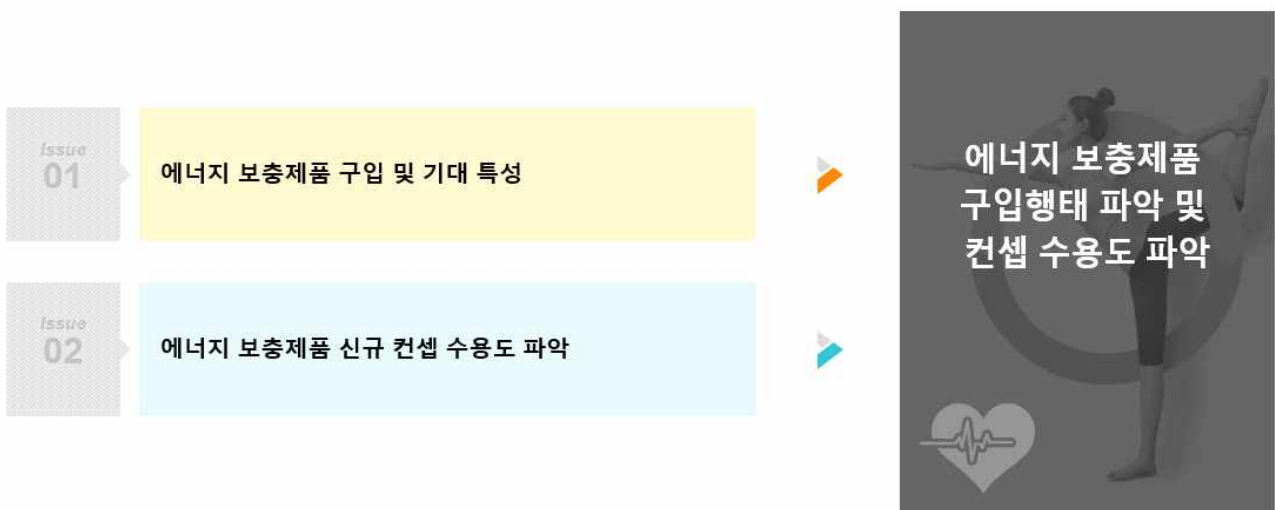 Issue
01
에너지 보충제품 구입 및 기대 특성
Issue
02
에너지 보충제품 신규 컨셉 수용도 파악
에너지 보충제품
구입행태 파악 및
컨셉 수용도 파악